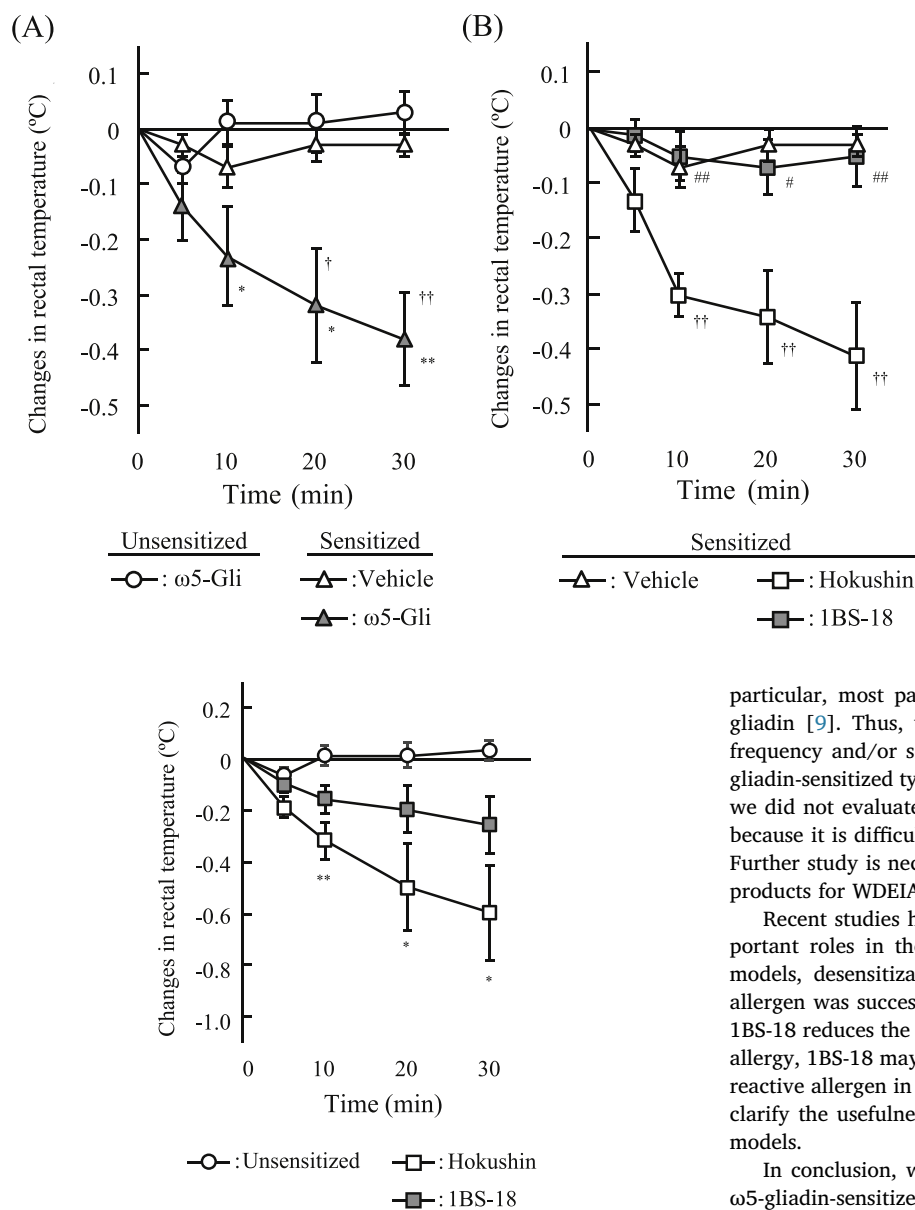 (A)
(B)
Changes in rectal temperature (ºC)
0.1
0
-0.1
-0.2
-0.3
-0.4
-0.5
*
†
*
††
**
0
10
20
30
Time (min)
Unsensitized
Sensitized
: ω5-Gli
:Vehicle
: ω5-Gli
Changes in rectal temperature (ºC)
0.1
0
-0.1
-0.2
-0.3
-0.4
-0.5
##
#
##
††
††
††
0
10
20
30
Time (min)
Sensitized
: Vehicle
: Hokushin
: 1BS-18
Changes in rectal temperature (ºC)
0.2
0
-0.2
-0.4
-0.6
-0.8
-1.0
**
*
*
0
10
20
30
Time (min)
:Unsensitized
: Hokushin
: 1BS-18
particular, most pa
gliadin [9]. Thus,
frequency and/or s
gliadin-sensitized ty
we did not evaluate
because it is difficu
Further study is nec
products for WDEIA
Recent studies h
portant roles in the
models, desensitiza
allergen was succes
1BS-18 reduces the
allergy, 1BS-18 may
reactive allergen in
clarify the usefulne
models.
In conclusion, w
ω5-gliadin-sensitize